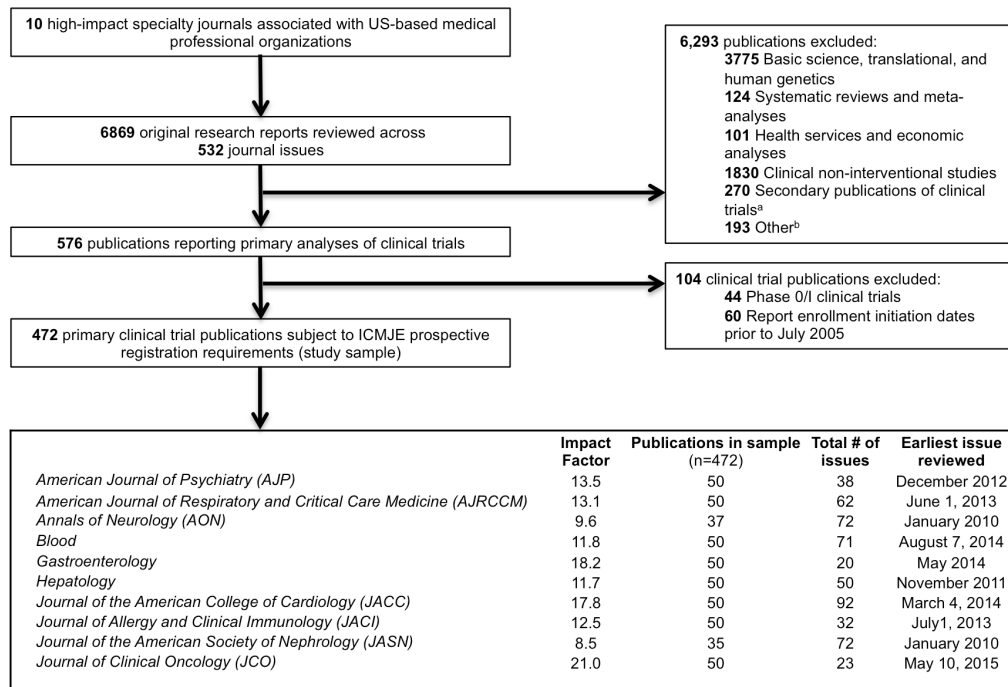 10 high-impact specialty journals associated with US-based medical
professional organizations
6,293 publications excluded:
3775 Basic science, translational, and
human genetics
124 Systematic reviews and meta-
analyses
101 Health services and economic
analyses
1830 Clinical non-interventional studies
270 Secondary publications of clinical
trialsᵃ
193 Otherᵇ
6869 original research reports reviewed across
532 journal issues
576 publications reporting primary analyses of clinical trials
104 clinical trial publications excluded:
44 Phase 0/I clinical trials
60 Report enrollment initiation dates
prior to July 2005
472 primary clinical trial publications subject to ICMJE prospective
registration requirements (study sample)
Impact Publications in sample Total # of Earliest issue
Factor (n=472) issues reviewed
American Journal of Psychiatry (AJP) 13.5 50 38 December 2012
American Journal of Respiratory and Critical Care Medicine (AJRCCM) 13.1 50 62 June 1, 2013
Annals of Neurology (AON) 9.6 37 72 January 2010
Blood 11.8 50 71 August 7, 2014
Gastroenterology 18.2 50 20 May 2014
Hepatology 11.7 50 50 November 2011
Journal of the American College of Cardiology (JACC) 17.8 50 92 March 4, 2014
Journal of Allergy and Clinical Immunology (JACI) 12.5 50 32 July1, 2013
Journal of the American Society of Nephrology (JASN) 8.5 35 72 January 2010
Journal of Clinical Oncology (JCO) 21.0 50 23 May 10, 2015